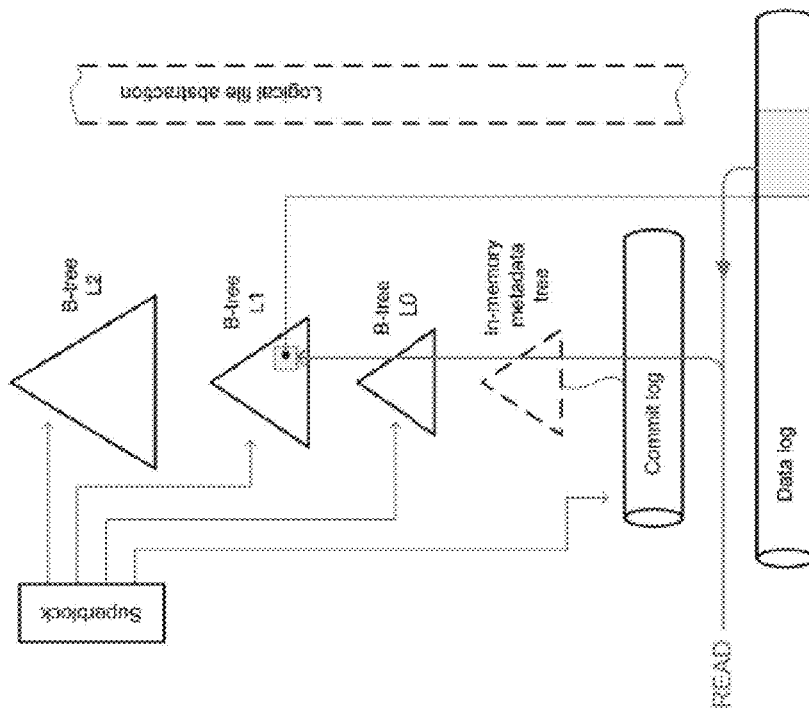 Superblock
B-tree
L2
B-tree
L1
B-tree
L0
In-memory
metadata
tree
Commit log
READ
Data log
Logical file
abstraction